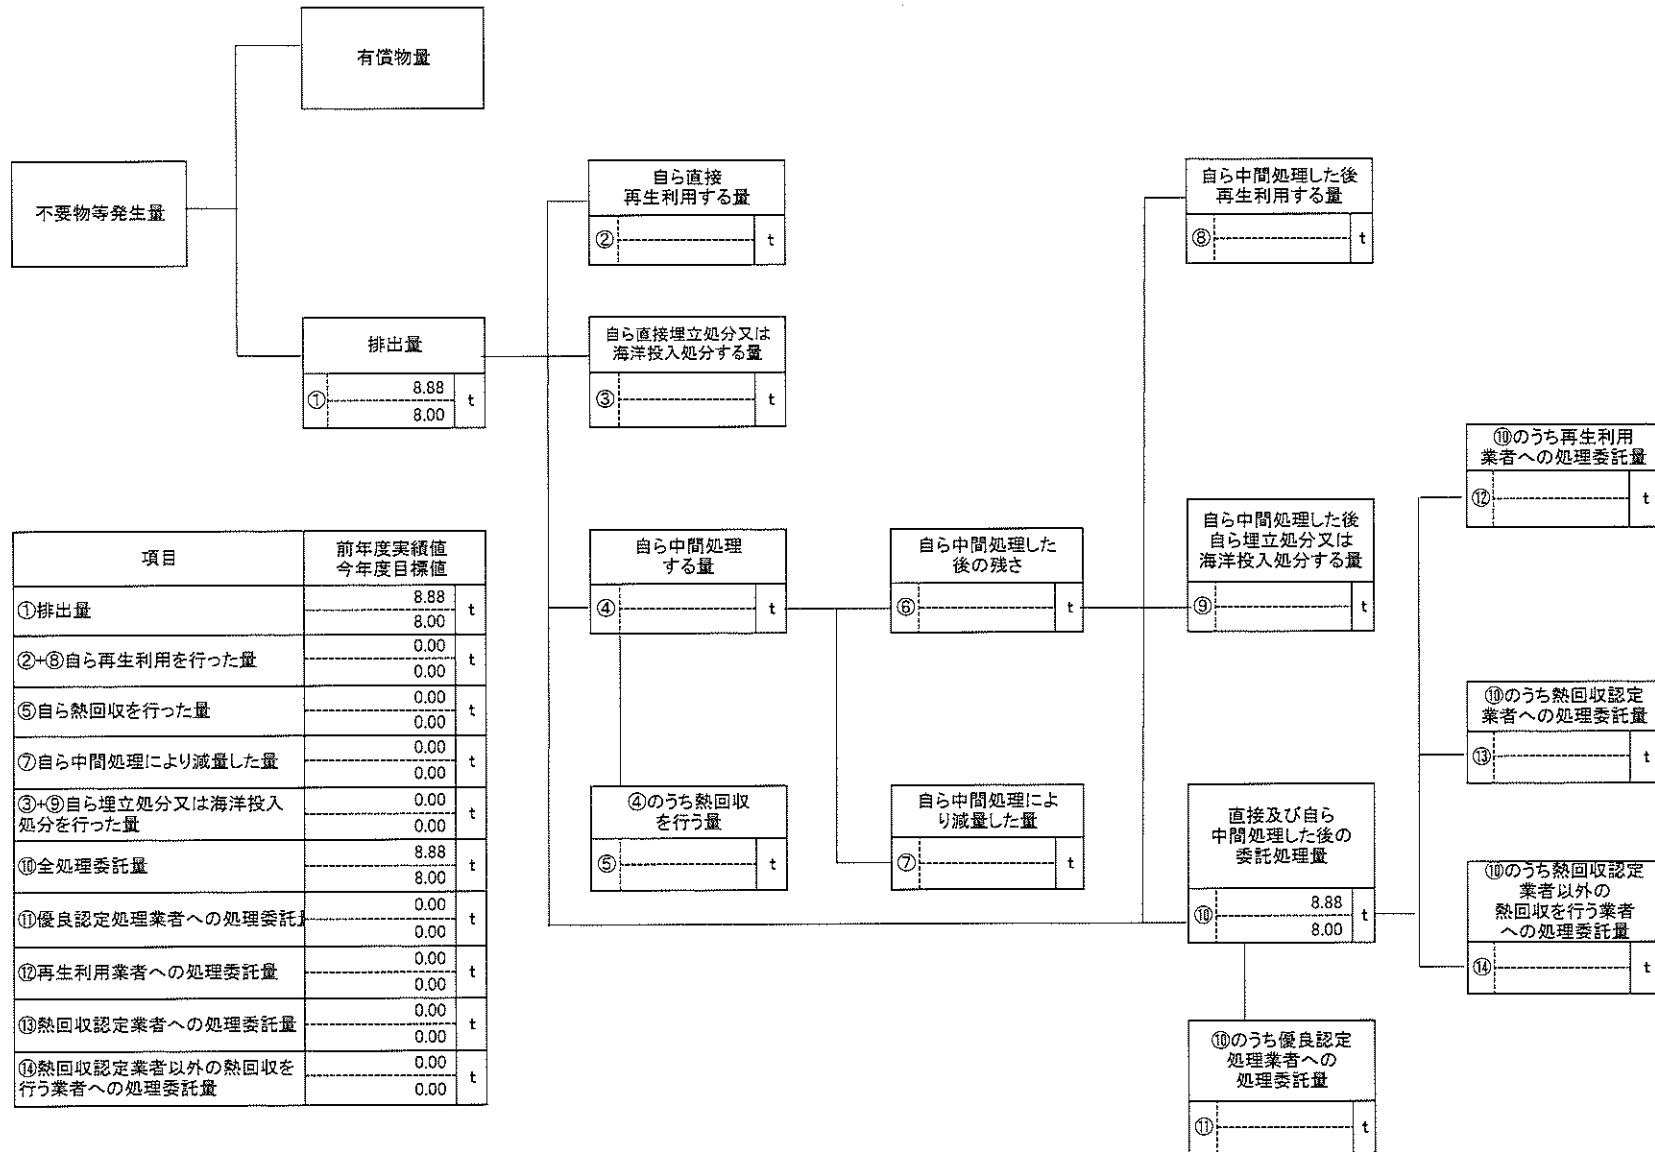 有償物量
不要物等発生量
排出量
①
8.88
8.00
t
自ら直接
再生利用する量
②
t
自ら直接埋立処分又は
海洋投入処分する量
③
t
自ら中間処理
する量
④
t
④のうち熱回収
を行う量
⑤
t
自ら中間処理した
後の残さ
⑥
t
自ら中間処理によ
り減量した量
⑦
t
自ら中間処理した後
再生利用する量
⑧
t
自ら中間処理した後
自ら埋立処分又は
海洋投入処分する量
⑨
t
直接及び自ら
中間処理した後の
委託処理量
⑩
8.88
8.00
t
⑩のうち優良認定
処理業者への
処理委託量
⑪
t
⑩のうち再生利用
業者への処理委託量
⑫
t
⑩のうち熱回収認定
業者への処理委託量
⑬
t
⑩のうち熱回収認定
業者以外の
熱回収を行う業者
への処理委託量
⑭
t
項目
前年度実績値
今年度目標値
①排出量
8.88
8.00
t
②+⑧自ら再生利用を行った量
0.00
0.00
t
⑤自ら熱回収を行った量
0.00
0.00
t
⑦自ら中間処理により減量した量
0.00
0.00
t
③+⑨自ら埋立処分又は海洋投入
処分を行った量
0.00
0.00
t
⑩全処理委託量
8.88
8.00
t
⑪優良認定処理業者への処理委託
0.00
0.00
t
⑫再生利用業者への処理委託量
0.00
0.00
t
⑬熱回収認定業者への処理委託量
0.00
0.00
t
⑭熱回収認定業者以外の熱回収を
行う業者への処理委託量
0.00
0.00
t